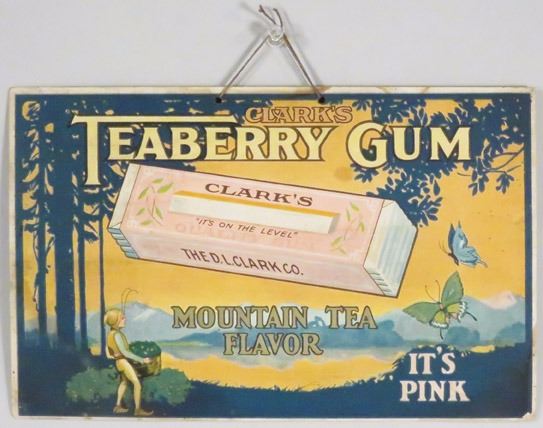 CLARK'S
TEABERRY GUM
CLARK'S
"IT'S ON THE LEVEL"
THE D.L. CLARK CO.
MOUNTAIN TEA
FLAVOR
IT'S
PINK